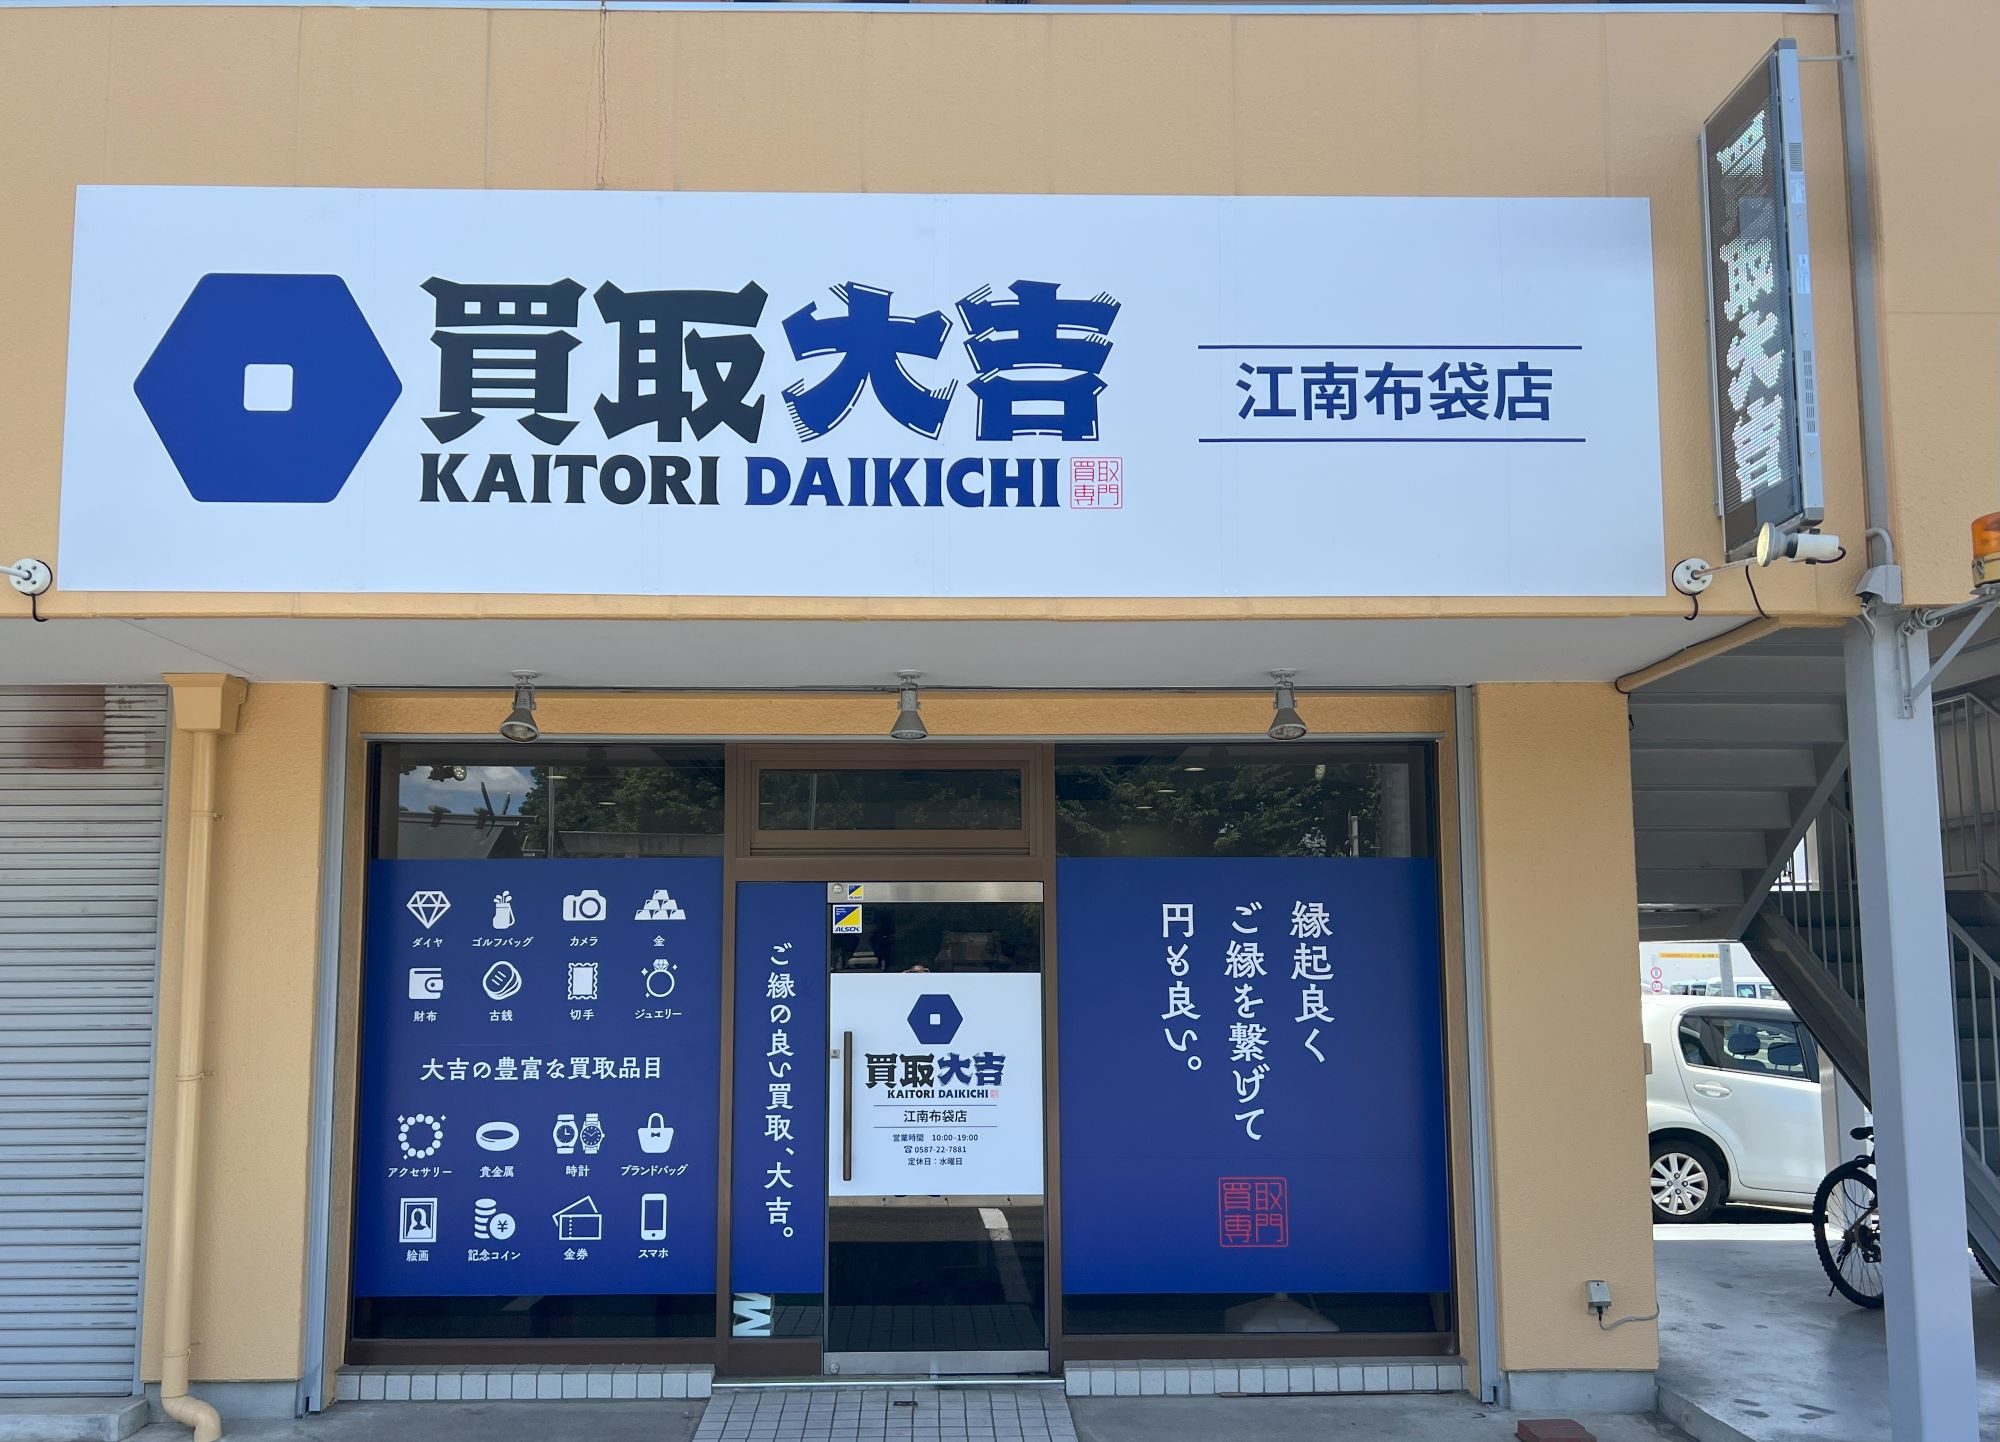 買取大吉
KAITORI DAIKICHI
買取
専門
江南布袋店
買取大吉
ダイヤ
ゴルフバッグ
カメラ
金
財布
古銭
切手
ジュエリー
大吉の豊富な買取品目
アクセサリー
貴金属
時計
ブランドバッグ
絵画
記念コイン
金券
スマホ
ご縁の良い買取、大吉。
ALSOK
ALSOK
買取大吉
KAITORI DAIKICHI
江南布袋店
営業時間 10:00-19:00
☎0587-22-7881
定休日：水曜日
縁起良く
ご縁を繋げて
円も良い。
買取
専門